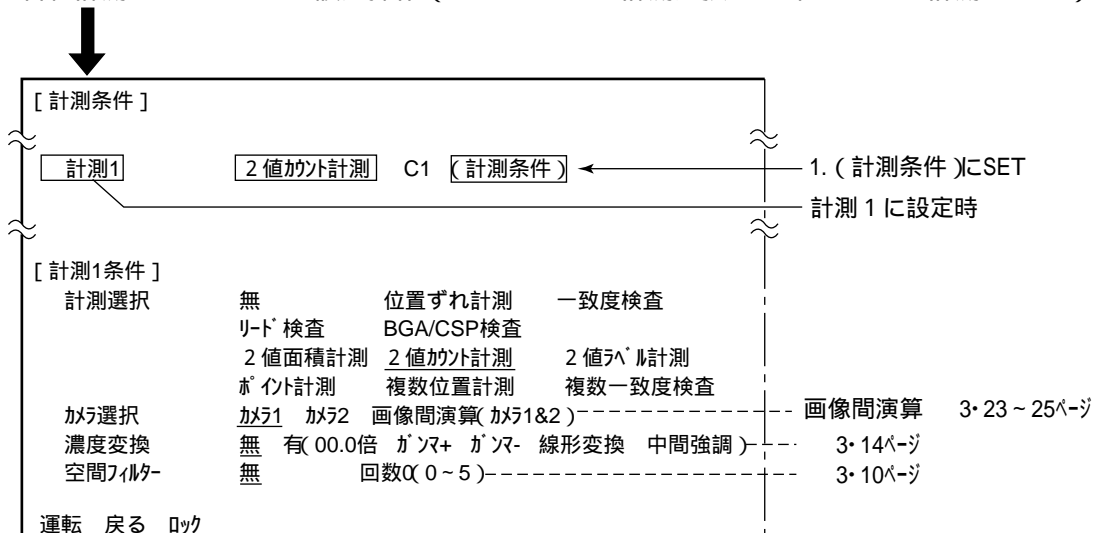 [ 計測条件 ]
計測1 2 値ｶｳﾝﾄ計測 C1 ( 計測条件 ) 1. ( 計測条件 )にSET
計測 1 に設定時
[ 計測1条件 ]
計測選択 無 位置ずれ計測 一致度検査
ﾘｰﾄﾞ検査 BGA/CSP検査
2 値面積計測 2 値ｶｳﾝﾄ計測 2 値ﾗﾍﾞﾙ計測
ﾎﾟｲﾝﾄ計測 複数位置計測 複数一致度検査
ｶﾒﾗ選択 ｶﾒﾗ1 ｶﾒﾗ2 画像間演算( ｶﾒﾗ1&2 ) 画像間演算 3・23 ~ 25ﾍﾟｰｼﾞ
濃度変換 無 有( 00.0倍 ｶﾞﾝﾏ+ ｶﾞﾝﾏ- 線形変換 中間強調 ) 3・14ﾍﾟｰｼﾞ
空間ﾌｨﾙﾀｰ 無 回数0( 0 ~ 5 ) 3・10ﾍﾟｰｼﾞ
運転 戻る ﾛｯｸ